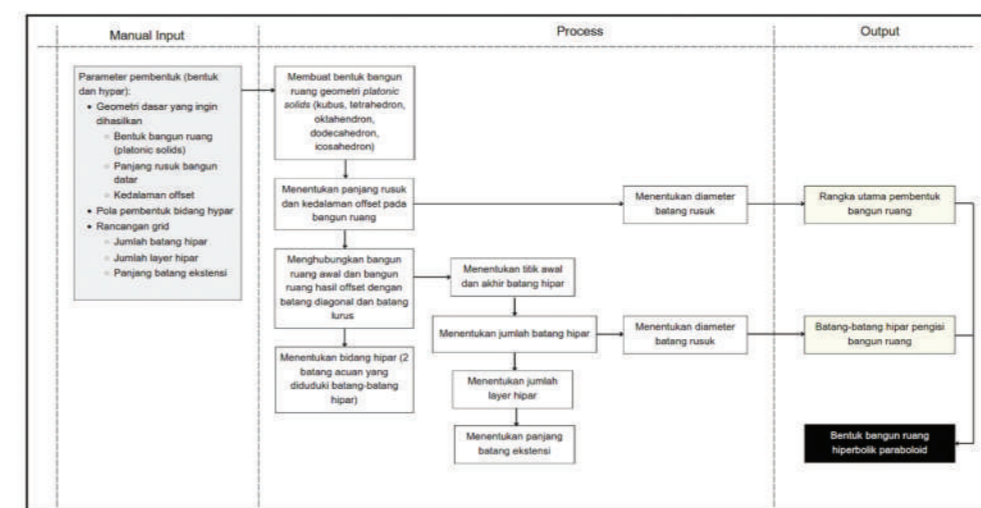 Manual Input
Process
Output
Parameter pembentuk (bentuk
dan hypar):
• Geometri dasar yang ingin
dihasilkan
○ Bentuk bangun ruang
(platonic solids)
○ Panjang rusuk bangun
datar
○ Kedalaman offset
• Pola pembentuk bidang hypar
• Rancangan grid
○ Jumlah batang hipar
○ Jumlah layer hipar
○ Panjang batang ekstensi
Membuat bentuk bangun
ruang geometri platonic
solids (kubus, tetrahedron,
oktahendron,
dodecahedron,
icosahedron)
Menentukan panjang rusuk
dan kedalaman offset pada
bangun ruang
Menentukan diameter
batang rusuk
Rangka utama pembentuk
bangun ruang
Menghubungkan bangun
ruang awal dan bangun
ruang hasil offset dengan
batang diagonal dan batang
lurus
Menentukan titik awal
dan akhir batang hipar
Menentukan jumlah batang hipar
Menentukan diameter
batang rusuk
Batang-batang hipar pengisi
bangun ruang
Menentukan bidang hipar (2
batang acuan yang
diduduki batang-batang
hipar)
Menentukan jumlah
layer hipar
Menentukan panjang
batang ekstensi
Bentuk bangun ruang
hiperbolik paraboloid